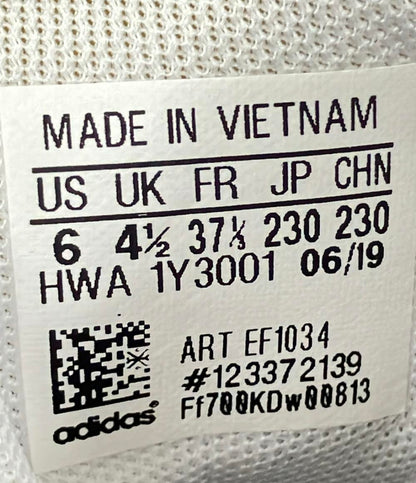 MADE IN VIETNAM
US UK FR JP CHN
6 4½ 37⅓ 230 230
HWA 1Y3001 06/19
ART EF1034
#123372139
Ff700KDw00813
adidas